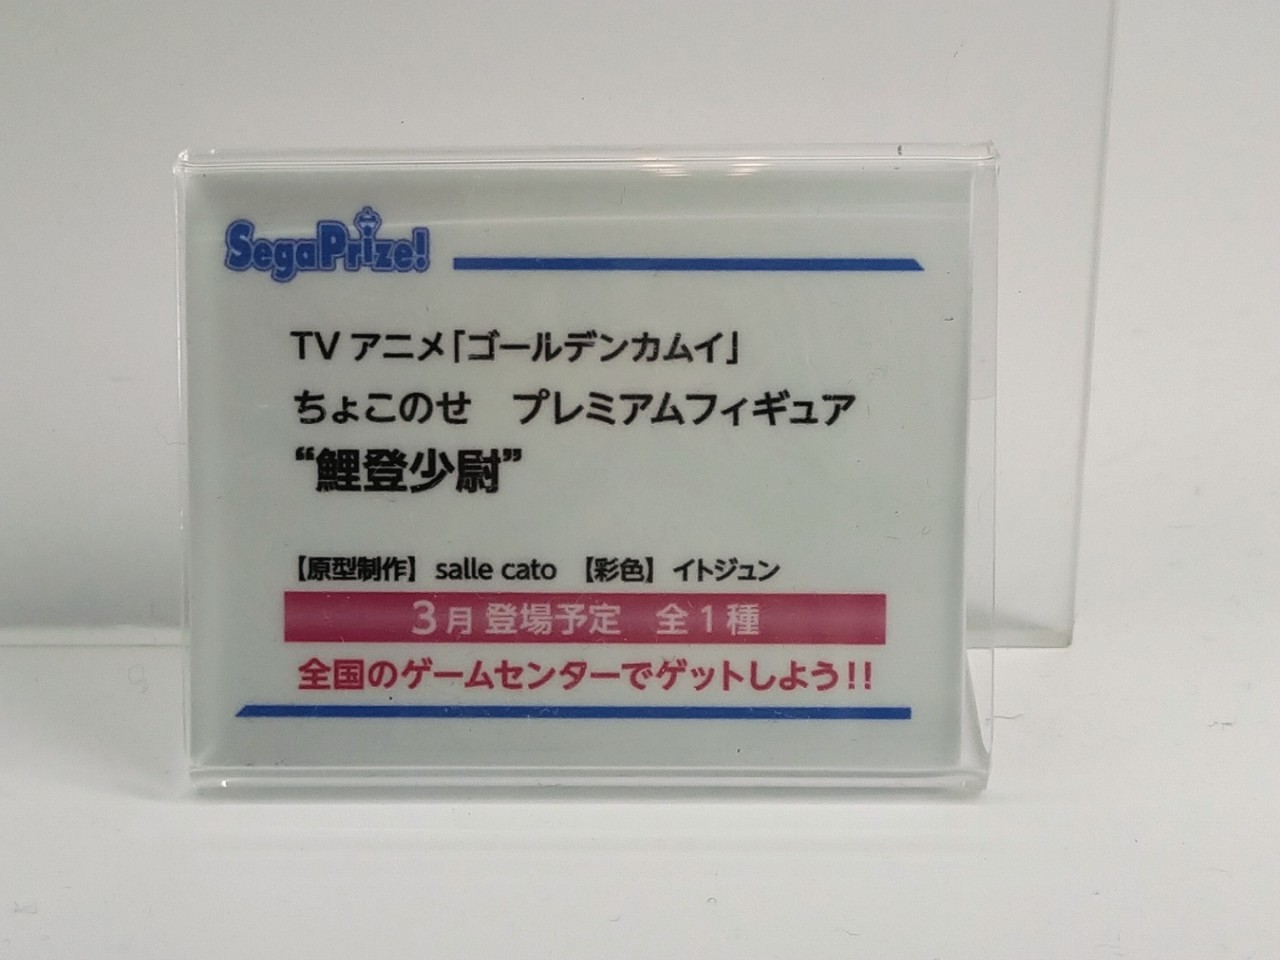 SegaPrize!
TV アニメ「ゴールデンカムイ」
ちょこのせ　プレミアムフィギュア
“鯉登少尉”
【原型制作】 salle cato 【彩色】 イトジュン
3月 登場予定　全1種
全国のゲームセンターでゲットしよう!!